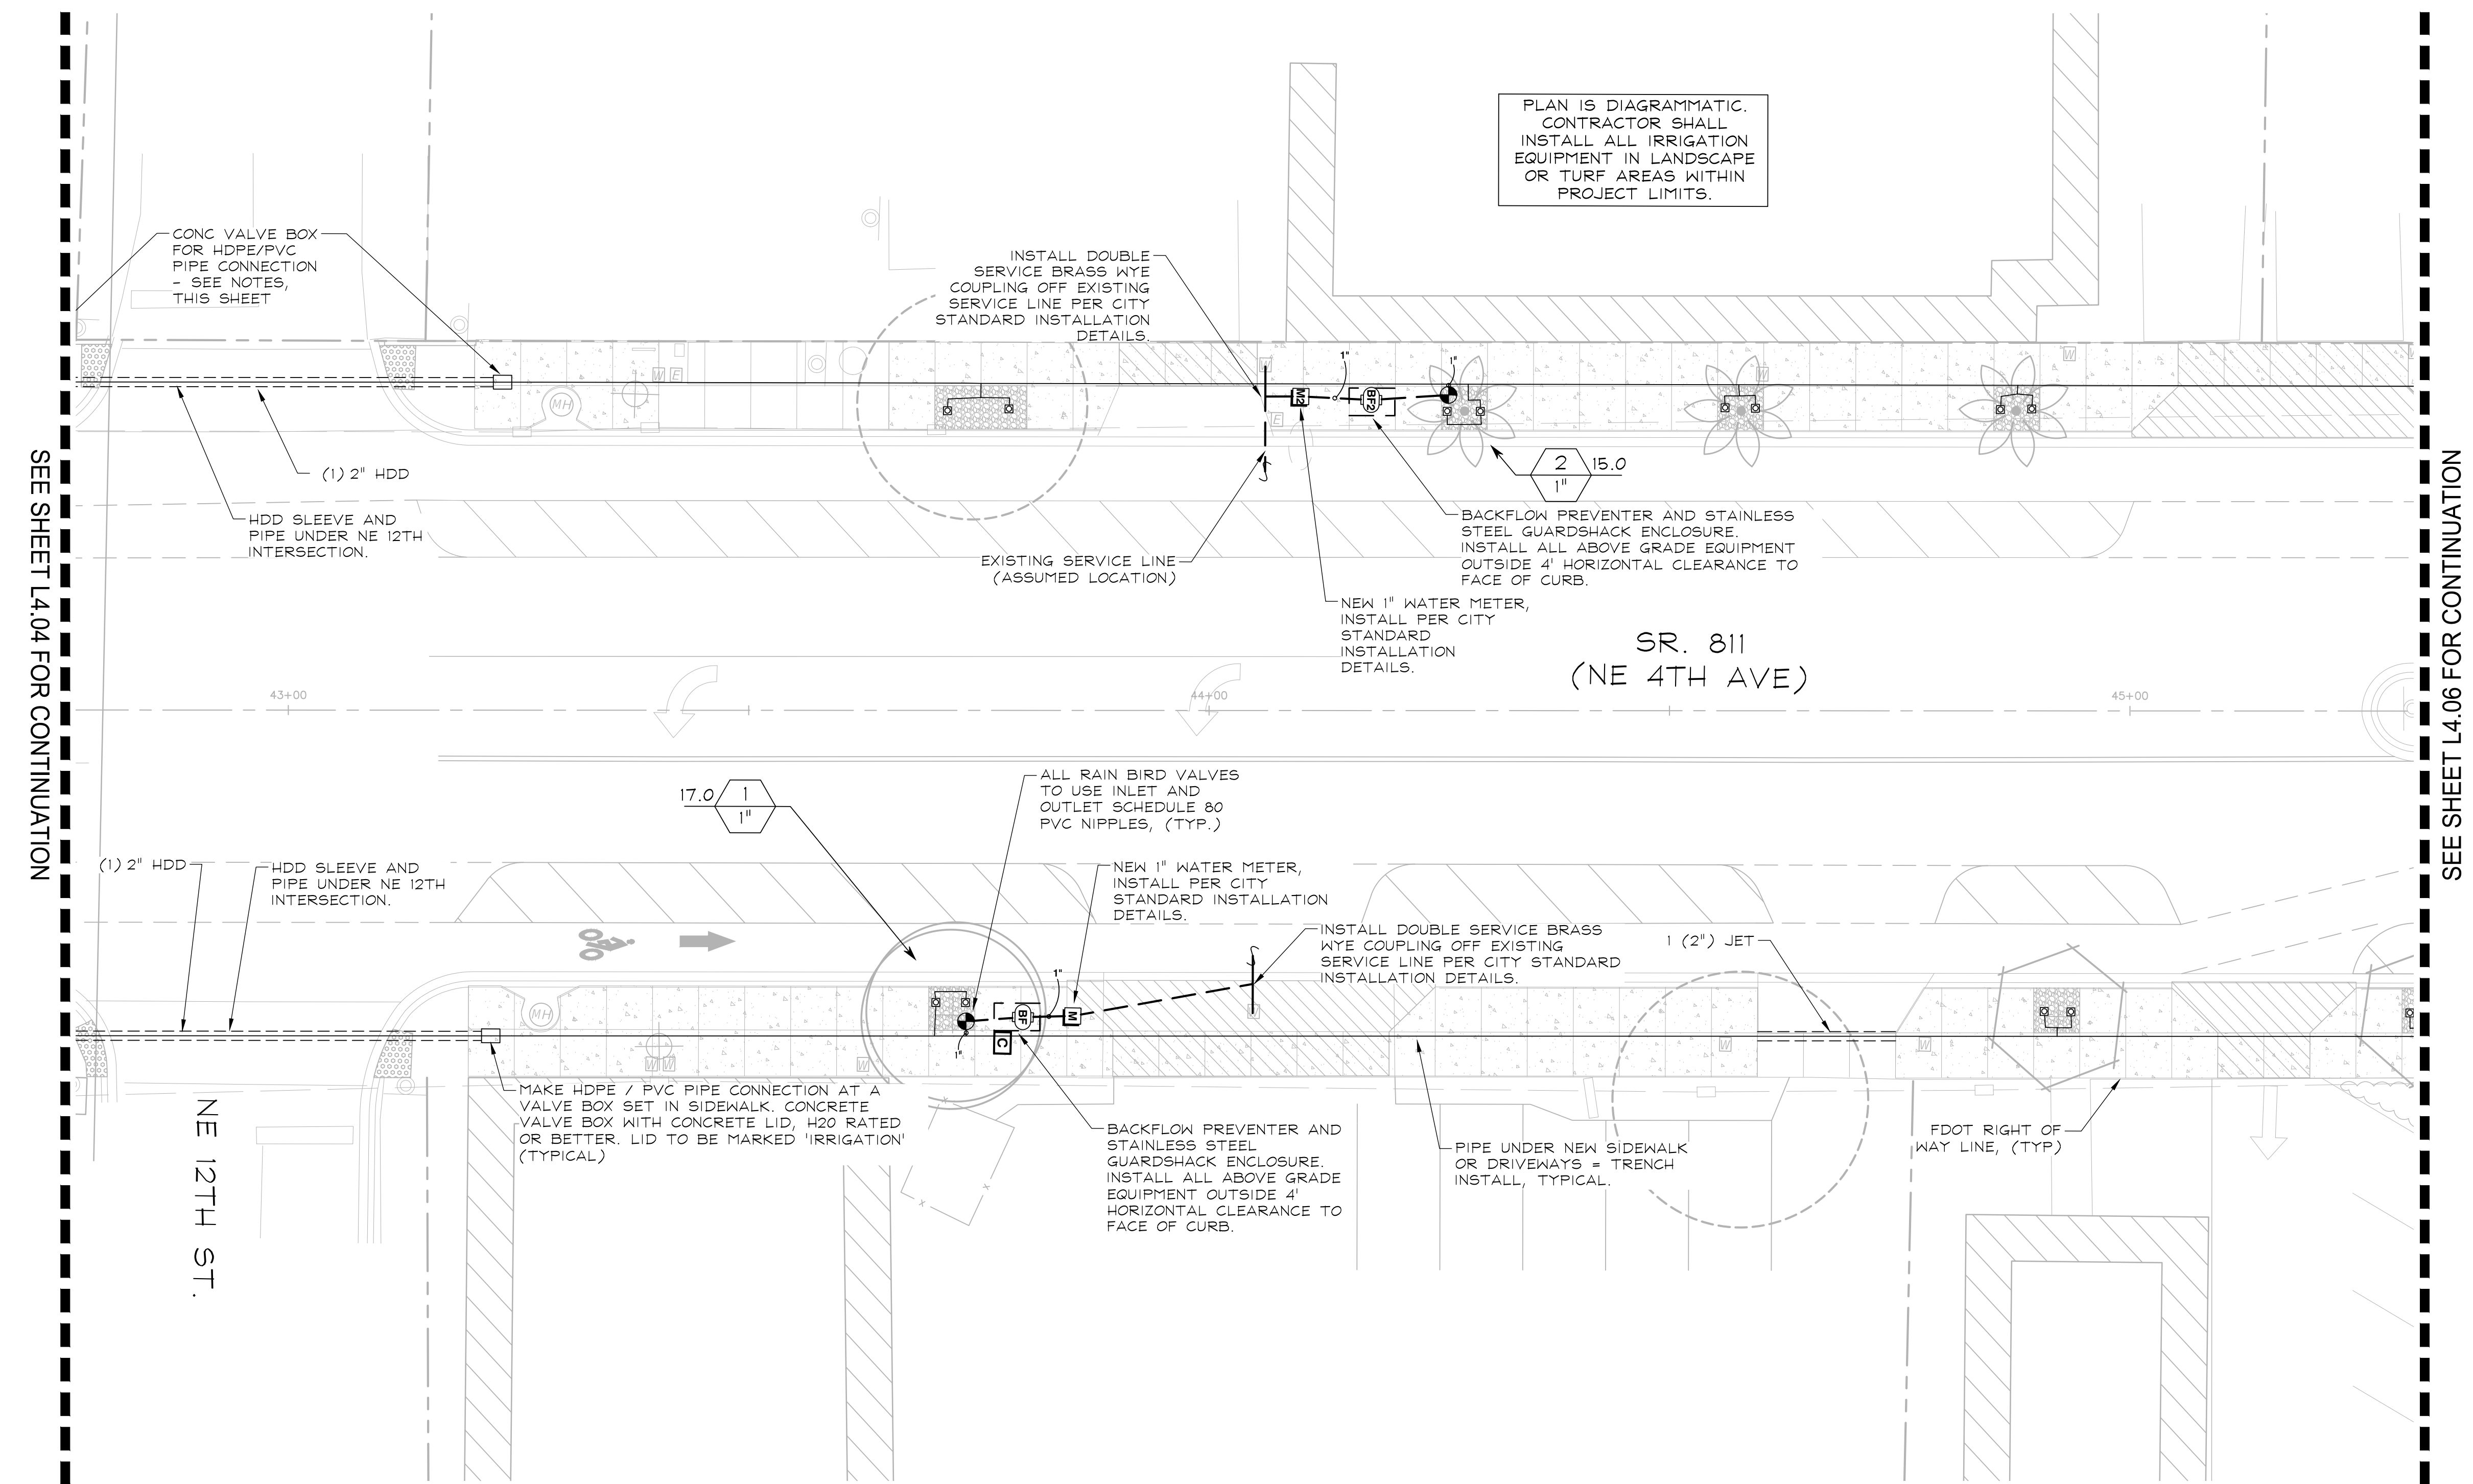 PLAN IS DIAGRAMMATIC.
CONTRACTOR SHALL
INSTALL ALL IRRIGATION
EQUIPMENT IN LANDSCAPE
OR TURF AREAS WITHIN
PROJECT LIMITS.
CONC VALVE BOX
FOR HDPE/PVC
PIPE CONNECTION
- SEE NOTES,
THIS SHEET
INSTALL DOUBLE
SERVICE BRASS WYE
COUPLING OFF EXISTING
SERVICE LINE PER CITY
STANDARD INSTALLATION
DETAILS.
W
E
MH
W
E
M2
1"
BF2
1"
W
W
W
(1) 2" HDD
HDD SLEEVE AND
PIPE UNDER NE 12TH
INTERSECTION.
2
1"
15.0
BACKFLOW PREVENTER AND STAINLESS
STEEL GUARDSHACK ENCLOSURE.
INSTALL ALL ABOVE GRADE EQUIPMENT
OUTSIDE 4' HORIZONTAL CLEARANCE TO
FACE OF CURB.
EXISTING SERVICE LINE
(ASSUMED LOCATION)
NEW 1" WATER METER,
INSTALL PER CITY
STANDARD
INSTALLATION
DETAILS.
SR. 811
(NE 4TH AVE)
SEE SHEET L4.04 FOR CONTINUATION
SEE SHEET L4.06 FOR CONTINUATION
43+00
44+00
45+00
17.0
1
1"
ALL RAIN BIRD VALVES
TO USE INLET AND
OUTLET SCHEDULE 80
PVC NIPPLES, (TYP.)
(1) 2" HDD
HDD SLEEVE AND
PIPE UNDER NE 12TH
INTERSECTION.
NEW 1" WATER METER,
INSTALL PER CITY
STANDARD INSTALLATION
DETAILS.
INSTALL DOUBLE SERVICE BRASS
WYE COUPLING OFF EXISTING
SERVICE LINE PER CITY STANDARD
INSTALLATION DETAILS.
1 (2") JET
MH
W
W
W
1"
BF
C
1"
M
W
W
MAKE HDPE / PVC PIPE CONNECTION AT A
VALVE BOX SET IN SIDEWALK. CONCRETE
VALVE BOX WITH CONCRETE LID, H20 RATED
OR BETTER. LID TO BE MARKED 'IRRIGATION'
(TYPICAL)
BACKFLOW PREVENTER AND
STAINLESS STEEL
GUARDSHACK ENCLOSURE.
INSTALL ALL ABOVE GRADE
EQUIPMENT OUTSIDE 4'
HORIZONTAL CLEARANCE TO
FACE OF CURB.
PIPE UNDER NEW SIDEWALK
OR DRIVEWAYS = TRENCH
INSTALL, TYPICAL.
FDOT RIGHT OF
WAY LINE, (TYP)
NE 12TH ST.